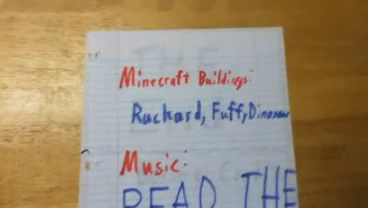 Minecraft Buildings:
Ruckard, Fuff, Dinosaur
Music:
READ THE